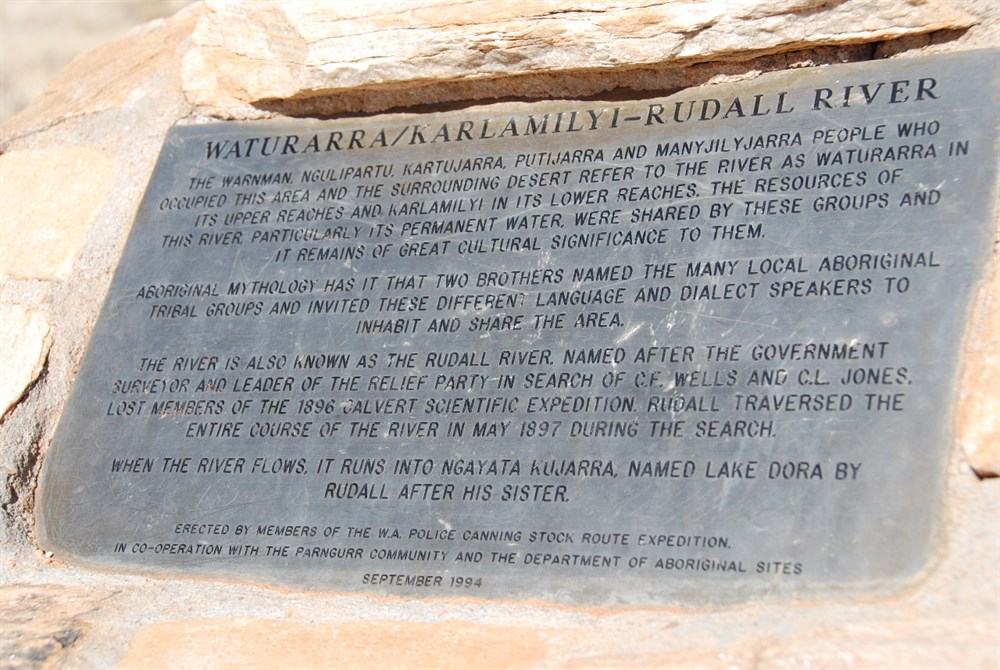 WATURARRA/KARLAMILYI–RUDALL RIVER
THE WARNMAN, NGULIPARTU, KARTUJARRA, PUTIJARRA AND MANYJILYJARRA PEOPLE WHO
OCCUPIED THIS AREA AND THE SURROUNDING DESERT REFER TO THE RIVER AS WATURARRA IN
ITS UPPER REACHES AND KARLAMILYI IN ITS LOWER REACHES. THE RESOURCES OF
THIS RIVER, PARTICULARLY ITS PERMANENT WATER, WERE SHARED BY THESE GROUPS AND
IT REMAINS OF GREAT CULTURAL SIGNIFICANCE TO THEM.
ABORIGINAL MYTHOLOGY HAS IT THAT TWO BROTHERS NAMED THE MANY LOCAL ABORIGINAL
TRIBAL GROUPS AND INVITED THESE DIFFERENT LANGUAGE AND DIALECT SPEAKERS TO
INHABIT AND SHARE THE AREA.
THE RIVER IS ALSO KNOWN AS THE RUDALL RIVER, NAMED AFTER THE GOVERNMENT
SURVEYOR AND LEADER OF THE RELIEF PARTY IN SEARCH OF C.F. WELLS AND C.L. JONES,
LOST MEMBERS OF THE 1896 CALVERT SCIENTIFIC EXPEDITION. RUDALL TRAVERSED THE
ENTIRE COURSE OF THE RIVER IN MAY 1897 DURING THE SEARCH.
WHEN THE RIVER FLOWS, IT RUNS INTO NGAYATA KUJARRA, NAMED LAKE DORA BY
RUDALL AFTER HIS SISTER.
ERECTED BY MEMBERS OF THE W.A. POLICE CANNING STOCK ROUTE EXPEDITION,
IN CO-OPERATION WITH THE PARNGURR COMMUNITY AND THE DEPARTMENT OF ABORIGINAL SITES
SEPTEMBER 1994